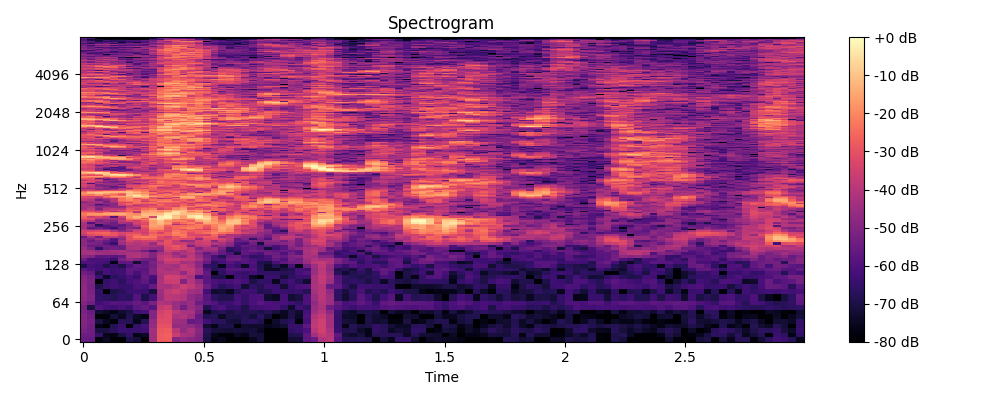 Spectrogram
Hz
4096
2048
1024
512
256
128
64
0
0
0.5
1
1.5
2
2.5
Time
+0 dB
-10 dB
-20 dB
-30 dB
-40 dB
-50 dB
-60 dB
-70 dB
-80 dB